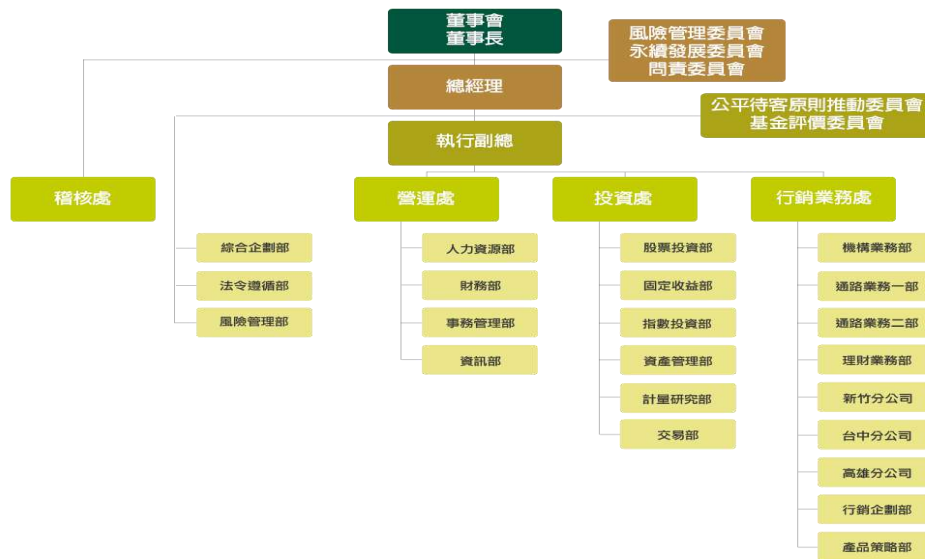 董事會
董事長
風險管理委員會
永續發展委員會
問責委員會
總經理
公平待客原則推動委員會
基金評價委員會
執行副總
稽核處
營運處
投資處
行銷業務處
綜合企劃部
法令遵循部
風險管理部
人力資源部
財務部
事務管理部
資訊部
股票投資部
固定收益部
指數投資部
資產管理部
計量研究部
交易部
機構業務部
通路業務一部
通路業務二部
理財業務部
新竹分公司
台中分公司
高雄分公司
行銷企劃部
產品策略部